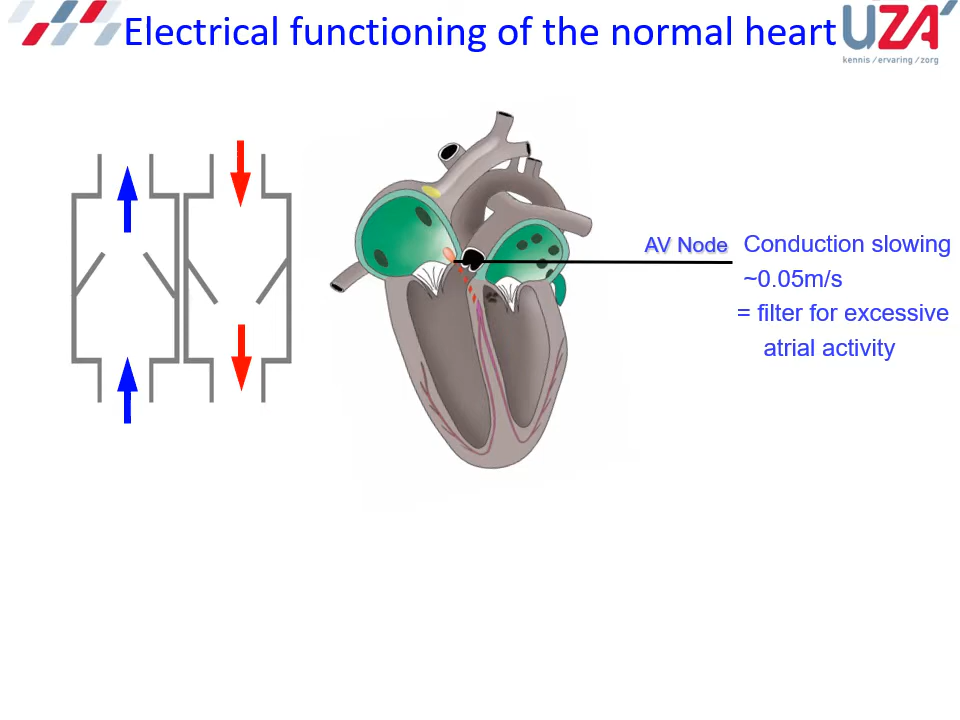 Electrical functioning of the normal heart
UZA'
kennis / ervaring / zorg
AV Node Conduction slowing
~0.05m/s
= filter for excessive
atrial activity